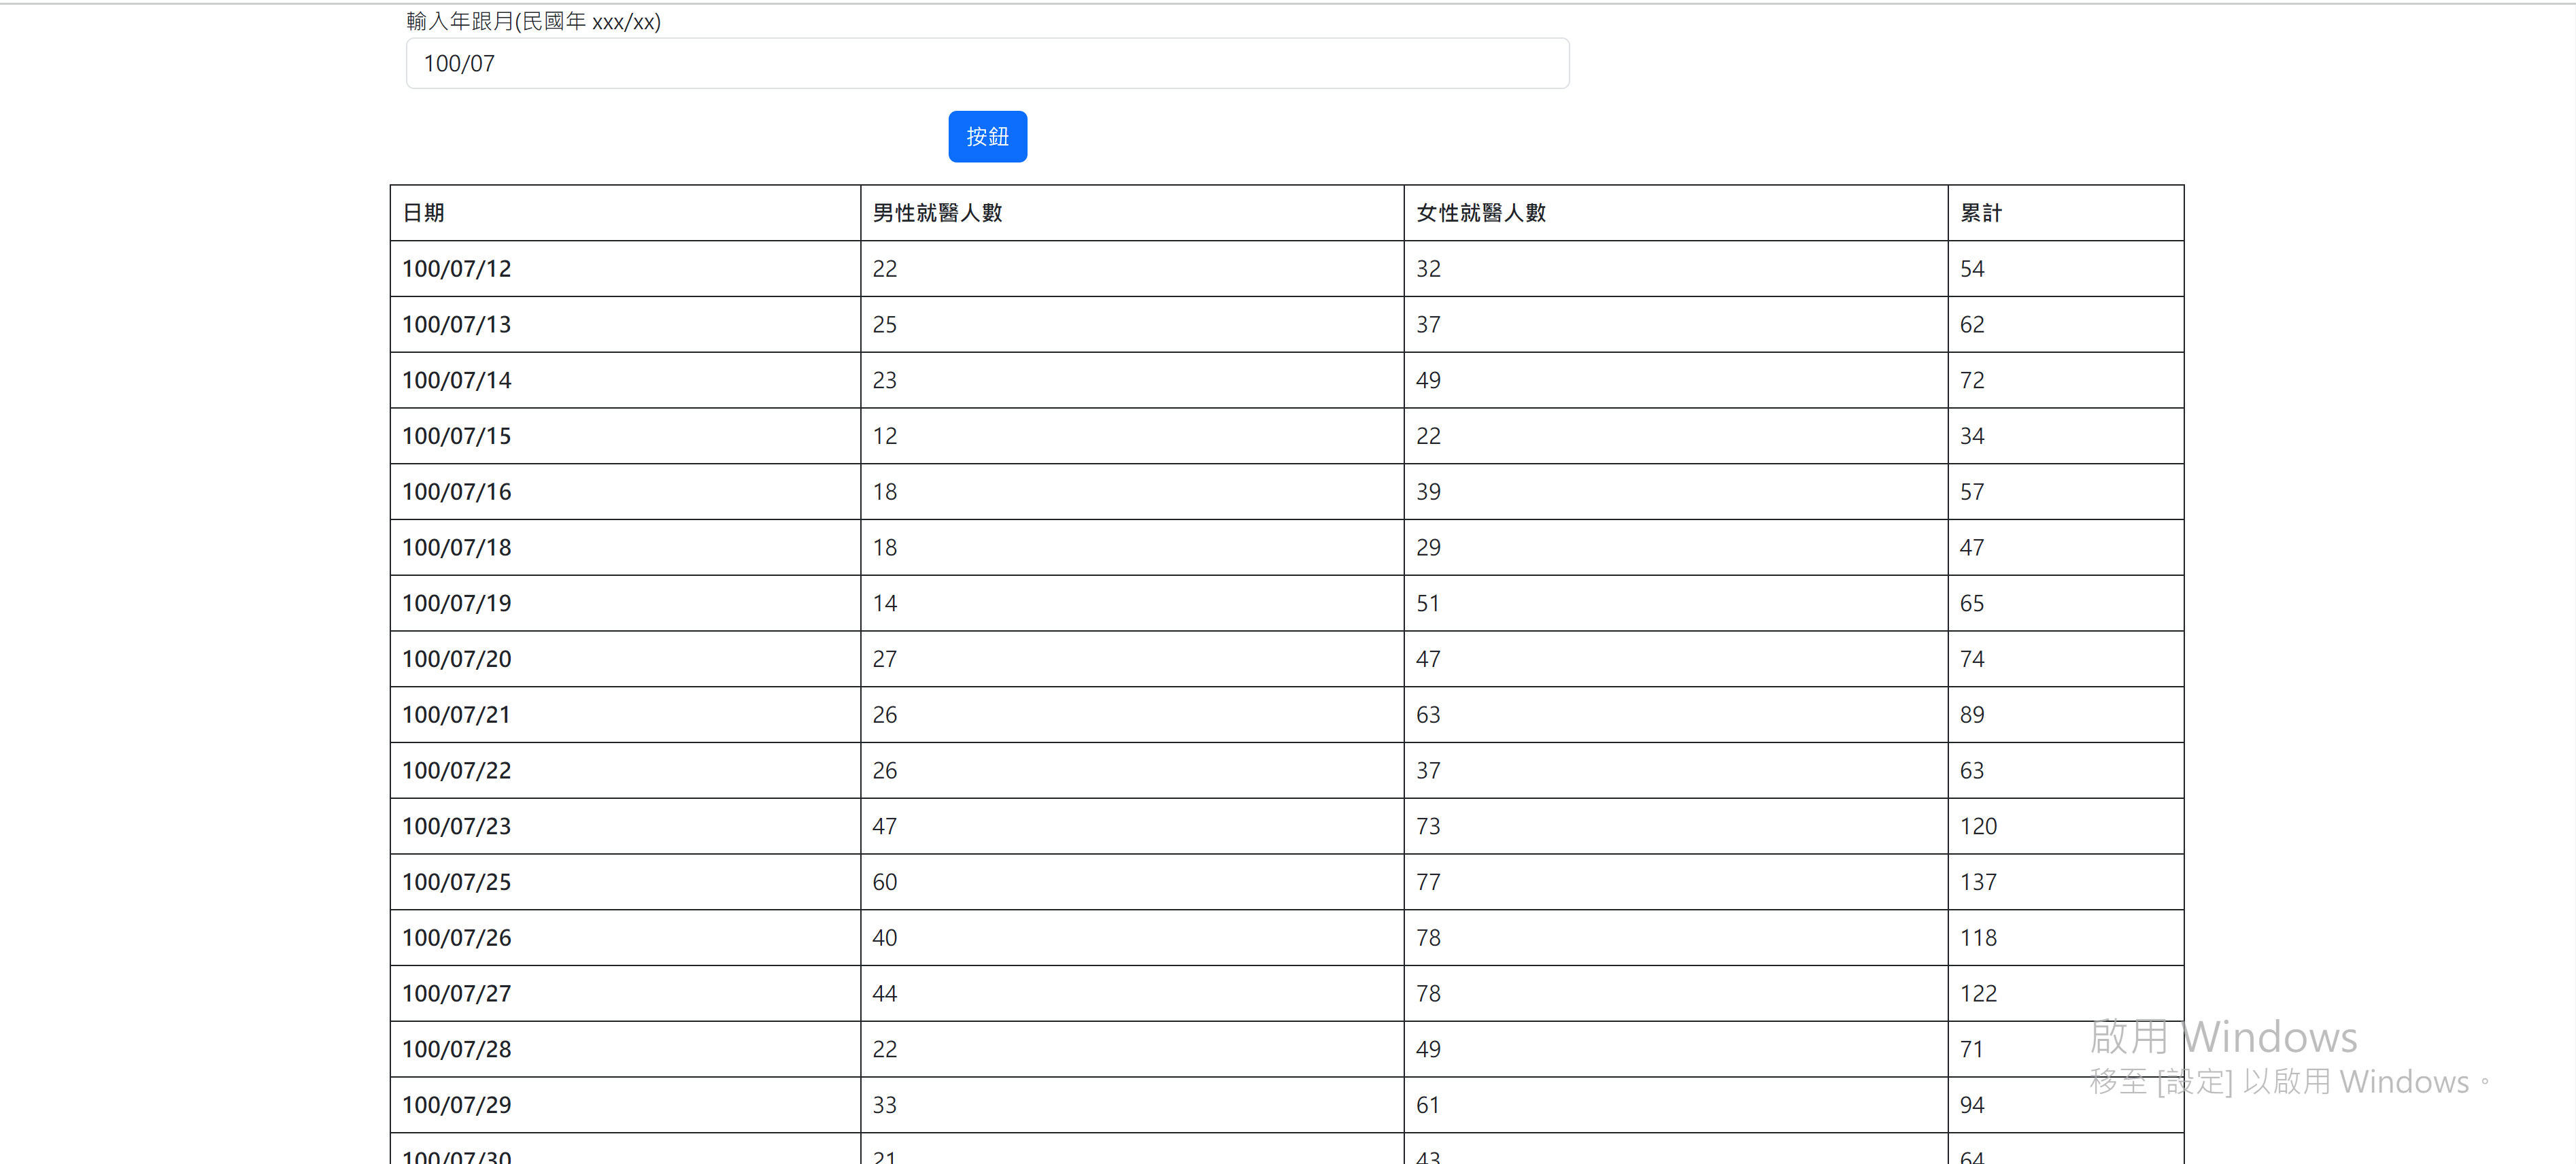 輸入年跟月(民國年 xxx/xx)
100/07
按鈕
日期 男性就醫人數 女性就醫人數 累計
100/07/12 22 32 54
100/07/13 25 37 62
100/07/14 23 49 72
100/07/15 12 22 34
100/07/16 18 39 57
100/07/18 18 29 47
100/07/19 14 51 65
100/07/20 27 47 74
100/07/21 26 63 89
100/07/22 26 37 63
100/07/23 47 73 120
100/07/25 60 77 137
100/07/26 40 78 118
100/07/27 44 78 122
100/07/28 22 49 71
100/07/29 33 61 94
100/07/30 21 43 64
啟用 Windows
移至 [設定] 以啟用 Windows。